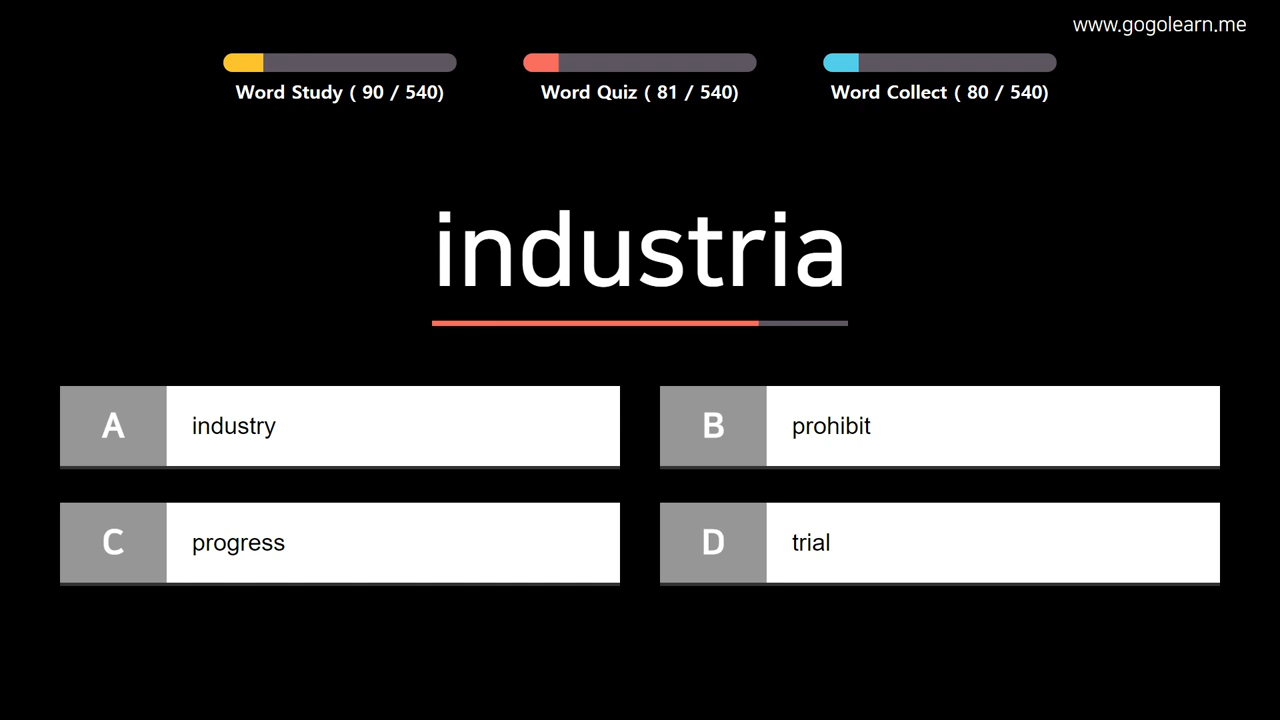 www.gogolearn.me
Word Study ( 90 / 540)
Word Quiz ( 81 / 540)
Word Collect ( 80 / 540)
industria
A industry
B prohibit
C progress
D trial